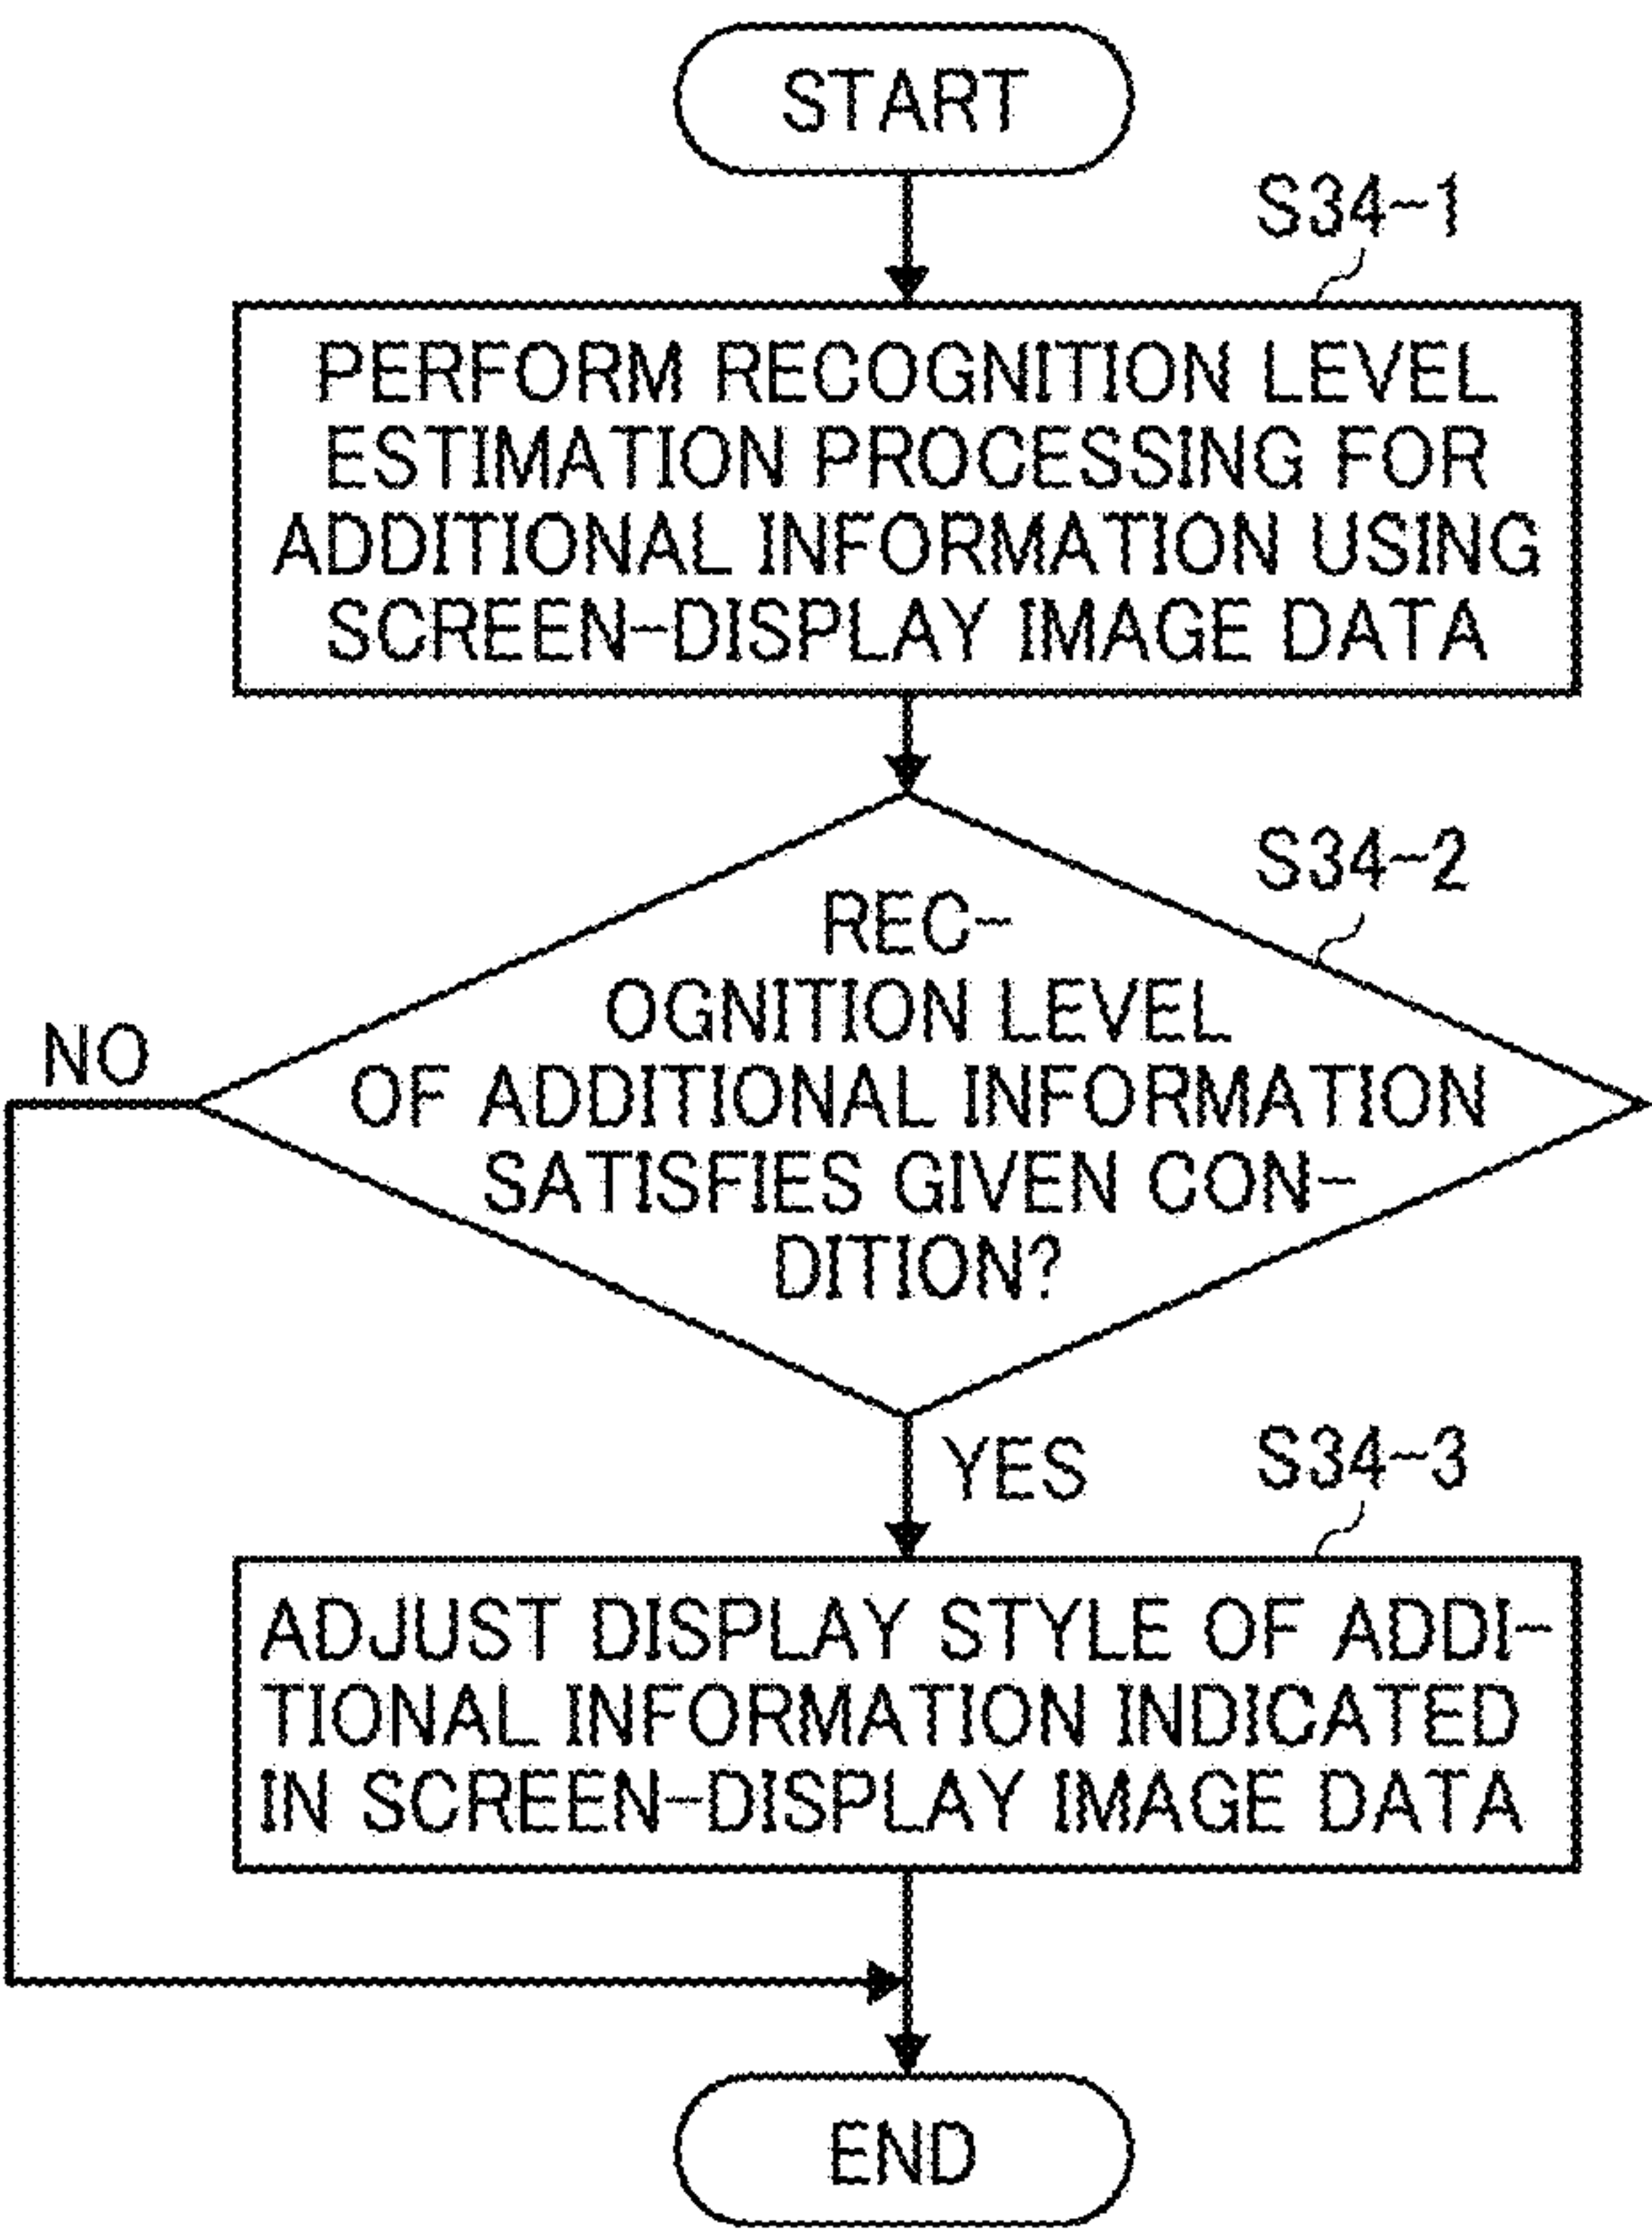 START
S34-1
PERFORM RECOGNITION LEVEL
ESTIMATION PROCESSING FOR
ADDITIONAL INFORMATION USING
SCREEN-DISPLAY IMAGE DATA
S34-2
REC-
OGNITION LEVEL
OF ADDITIONAL INFORMATION
SATISFIES GIVEN CON-
DITION?
NO
YES
S34-3
ADJUST DISPLAY STYLE OF ADDI-
TIONAL INFORMATION INDICATED
IN SCREEN-DISPLAY IMAGE DATA
END